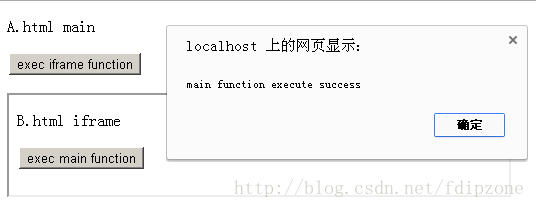 A.html main
exec iframe function
B.html iframe
exec main function
localhost 上的网页显示:
×
main function execute success
确定
http://blog.csdn.net/fdipzone